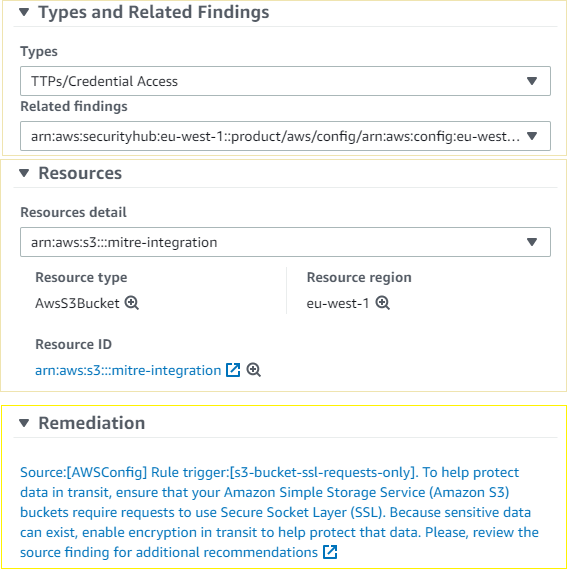 Types and Related Findings
Types
TTPs/Credential Access
Related findings
arn:aws:securityhub:eu-west-1::product/aws/config/arn:aws:config:eu-west...
Resources
Resources detail
arn:aws:s3:::mitre-integration
Resource type
Resource region
AwsS3Bucket
eu-west-1
Resource ID
arn:aws:s3:::mitre-integration
Remediation
Source:[AWSConfig] Rule trigger:[s3-bucket-ssl-requests-only]. To help protect
data in transit, ensure that your Amazon Simple Storage Service (Amazon S3)
buckets require requests to use Secure Socket Layer (SSL). Because sensitive data
can exist, enable encryption in transit to help protect that data. Please, review the
source finding for additional recommendations